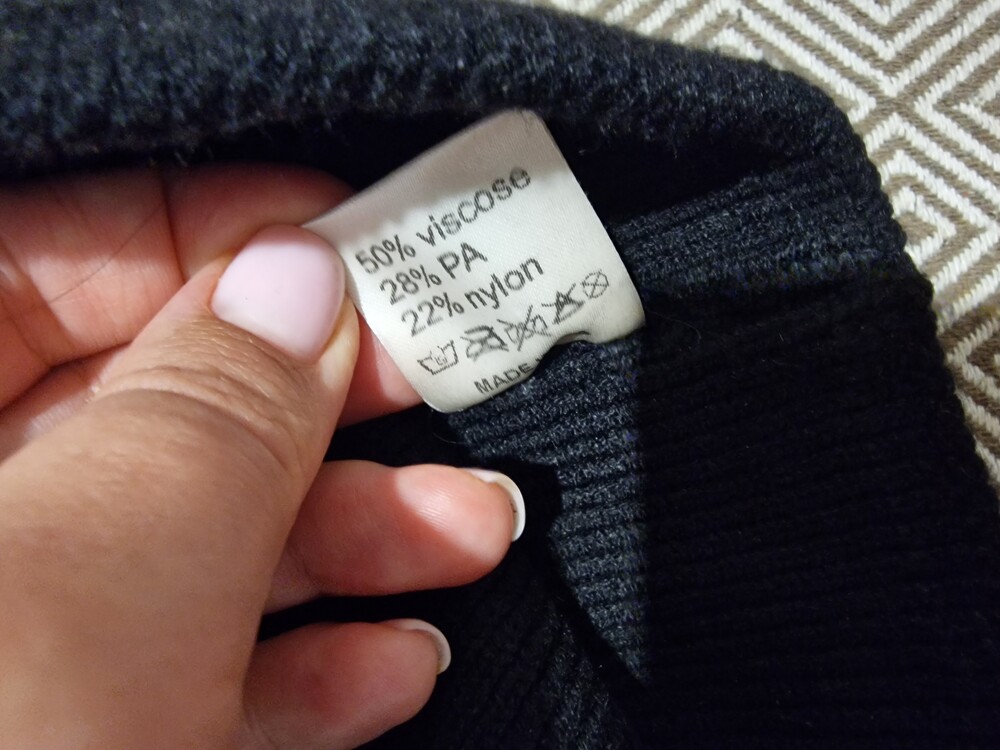 50% viscose
28% PA
22% nylon
MADE